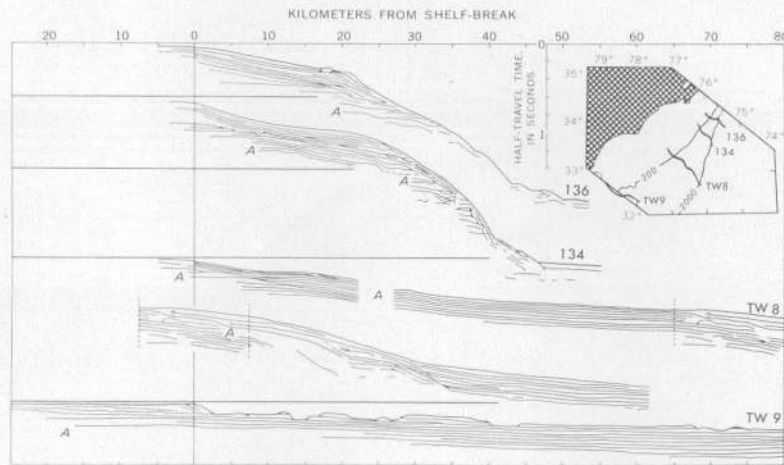 KILOMETERS FROM SHELF-BREAK
20 10 0 10 20 30 40 50 60 70 80
HALF-TRAVEL TIME
IN SECONDS
0
1
79° 78° 77°
76°
75°
74°
35°
34°
33°
32°
200
2000
136
134
TW8
TW9
A
136
A
A
134
A
A
TW 8
A
TW 9
A